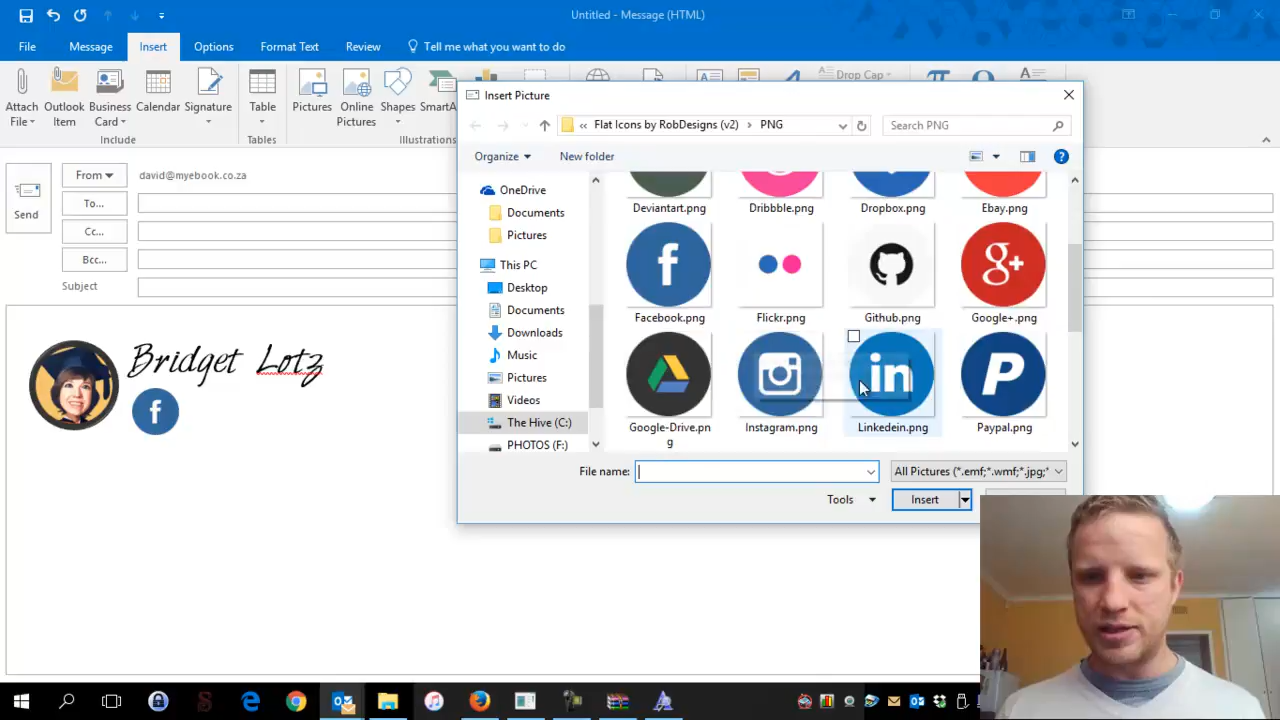 Untitled - Message (HTML)
File Message Insert Options Format Text Review Tell me what you want to do
Attach File Outlook Item Business Card Calendar Signature Table Pictures Online Pictures Shapes SmartA Drop Cap
Include Tables Illustrations
Insert Picture
« Flat Icons by RobDesigns (v2) > PNG Search PNG
Organize New folder
From david@myebook.co.za
To...
Cc...
Bcc...
Subject
Send
Bridget Lotz
f
OneDrive
Documents
Pictures
This PC
Desktop
Documents
Downloads
Music
Pictures
Videos
The Hive (C:)
PHOTOS (F:)
Deviantart.png Dribbble.png Dropbox.png Ebay.png
f g+
Facebook.png Flickr.png Github.png Google+.png
in P
Google-Drive.png Instagram.png Linkedein.png Paypal.png
File name: All Pictures (*.emf;*.wmf;*.jpg;*
Tools Insert